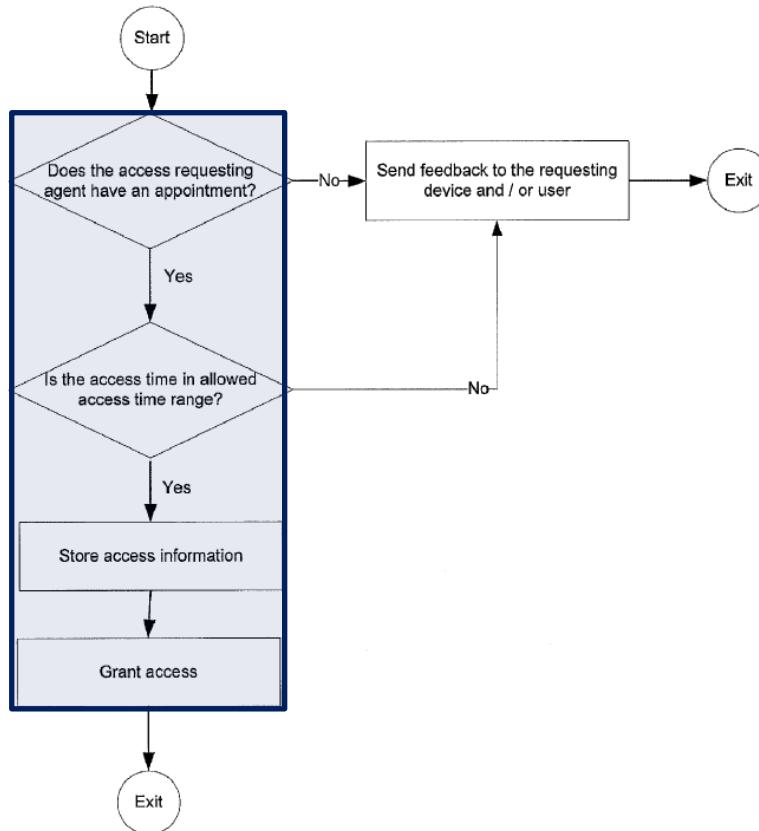 Start
Does the access requesting
agent have an appointment?
No
Send feedback to the requesting
device and / or user
Exit
Yes
Is the access time in allowed
access time range?
No
Yes
Store access information
Grant access
Exit